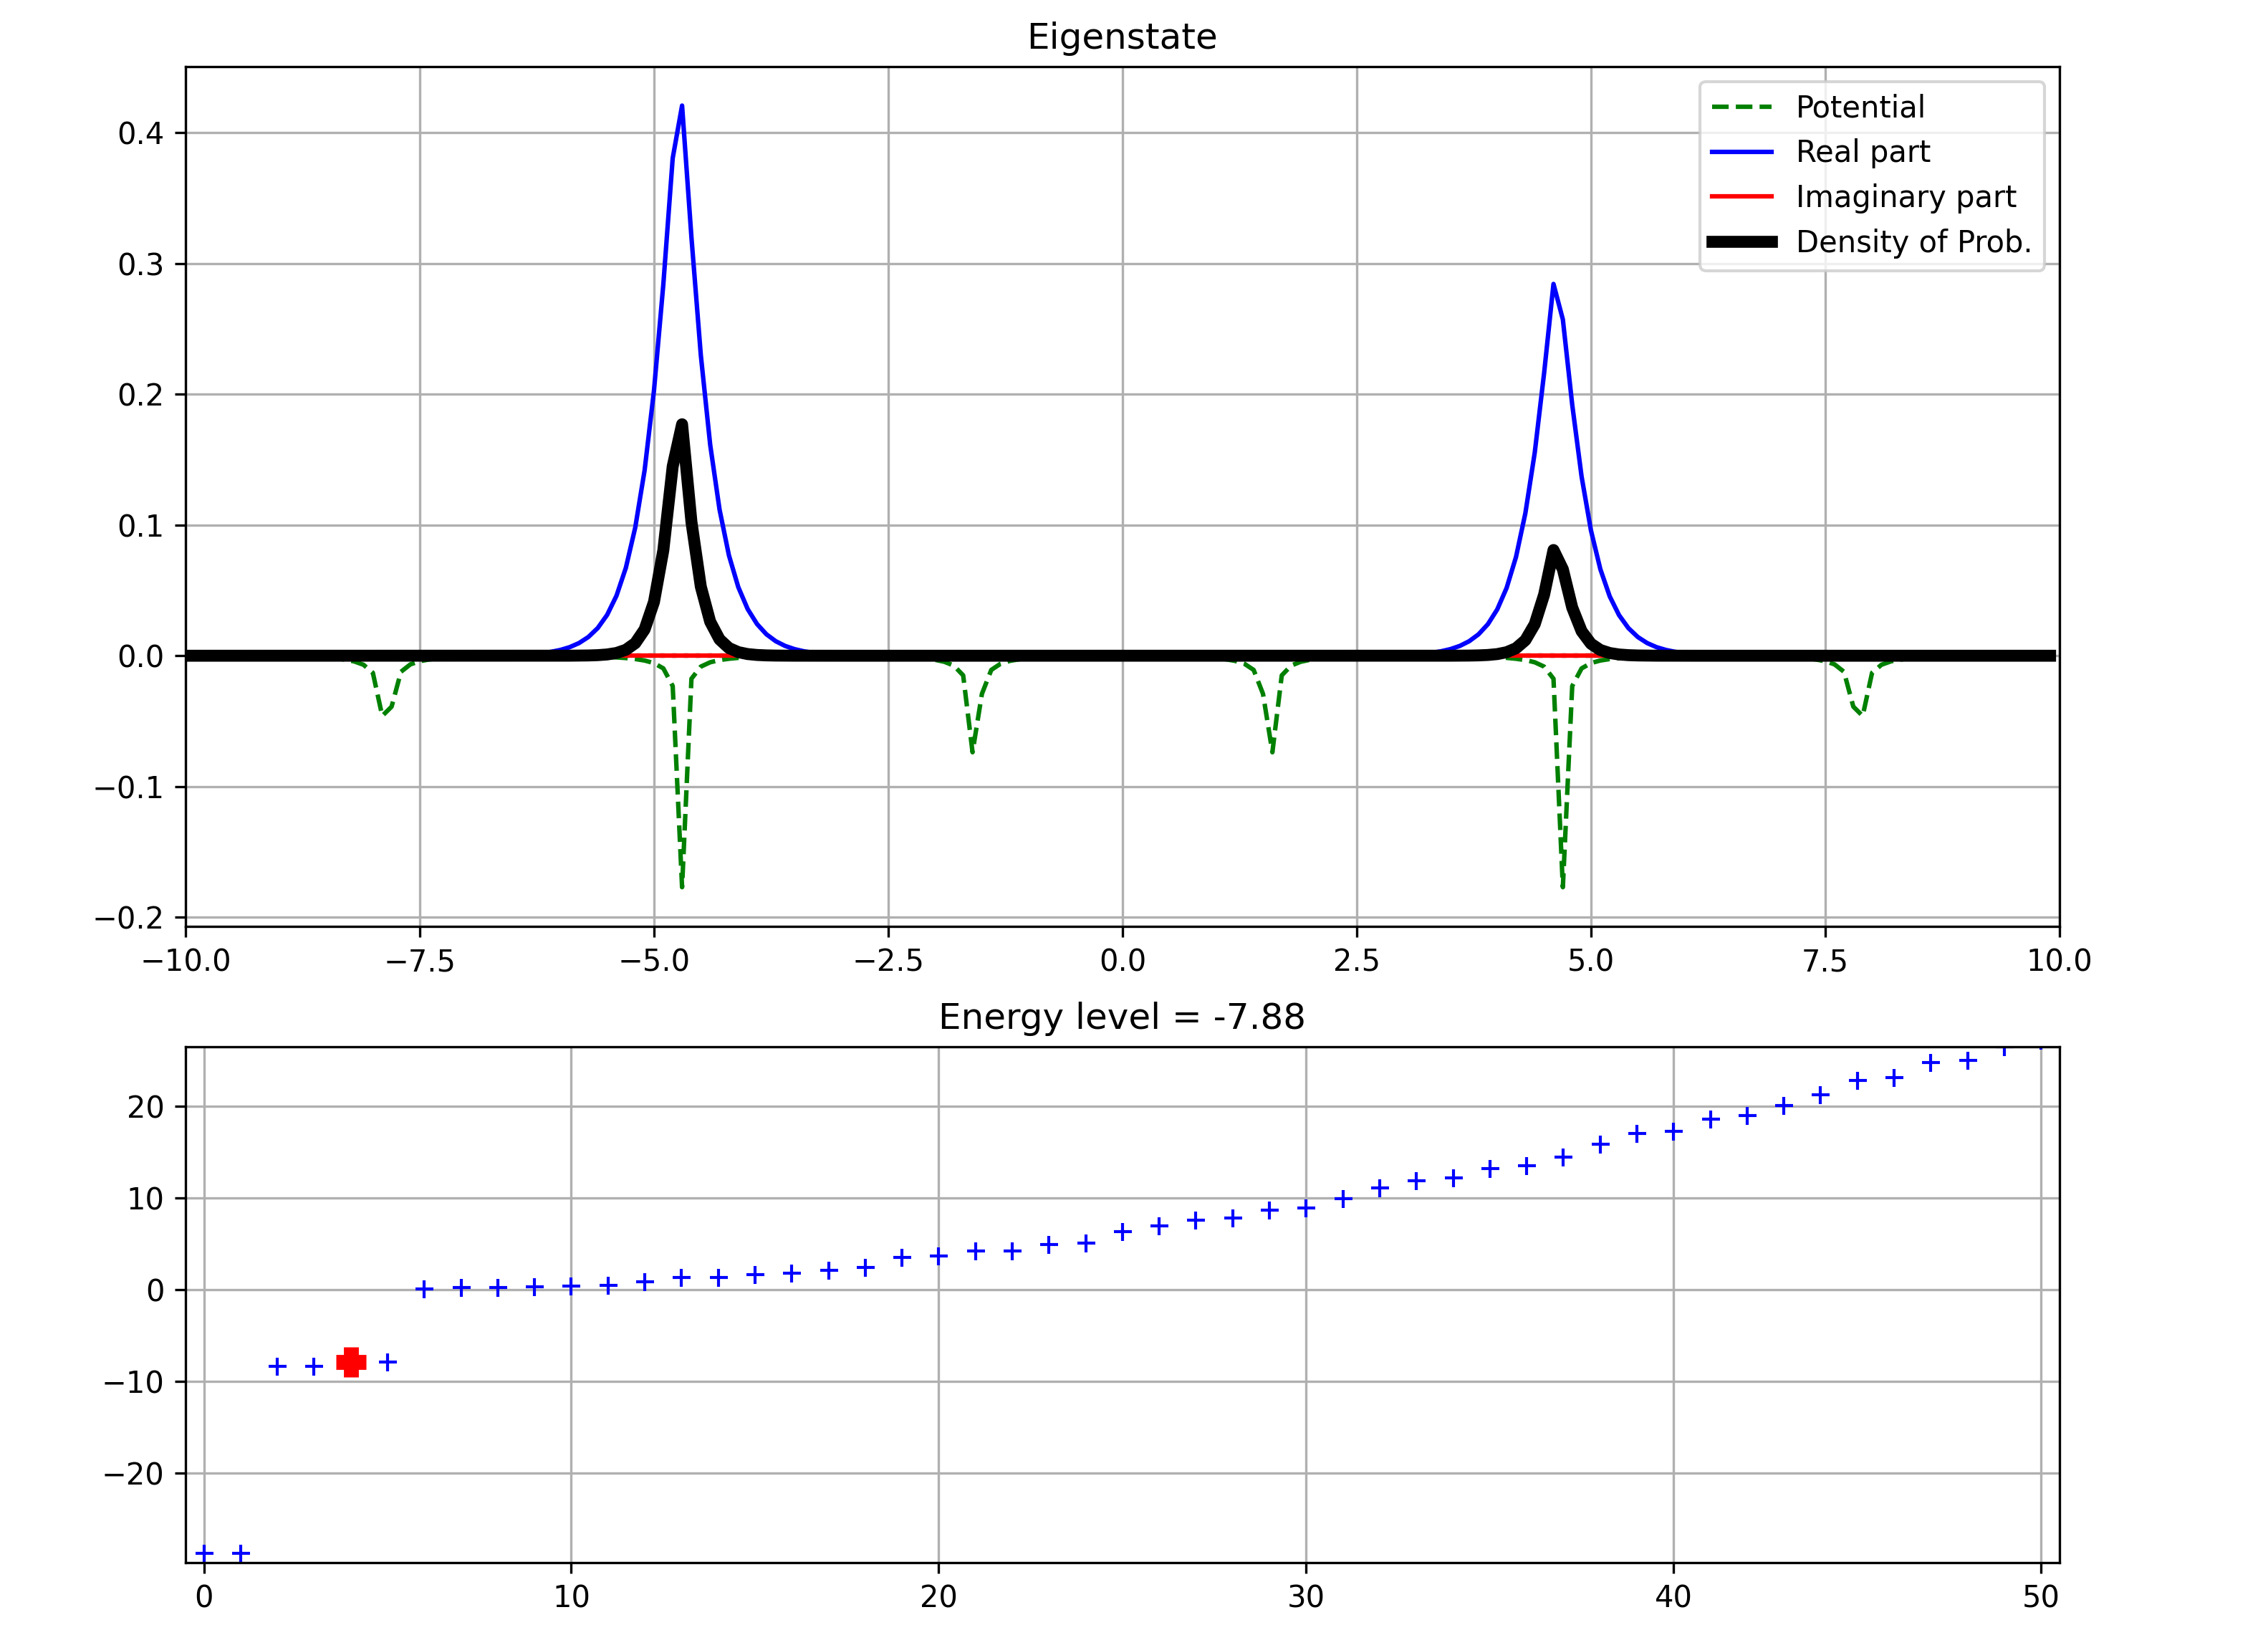 Eigenstate
Potential
Real part
Imaginary part
Density of Prob.
0.4
0.3
0.2
0.1
0.0
−0.1
−0.2
−10.0 −7.5 −5.0 −2.5 0.0 2.5 5.0 7.5 10.0
Energy level = -7.88
20
10
0
−10
−20
0 10 20 30 40 50